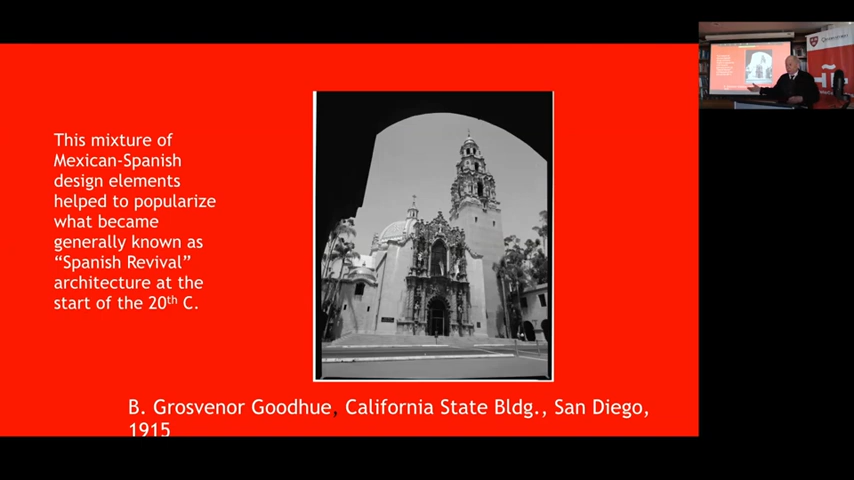 This mixture of
Mexican-Spanish
design elements
helped to popularize
what became
generally known as
“Spanish Revival”
architecture at the
start of the 20th C.
B. Grosvenor Goodhue, California State Bldg., San Diego,
1915